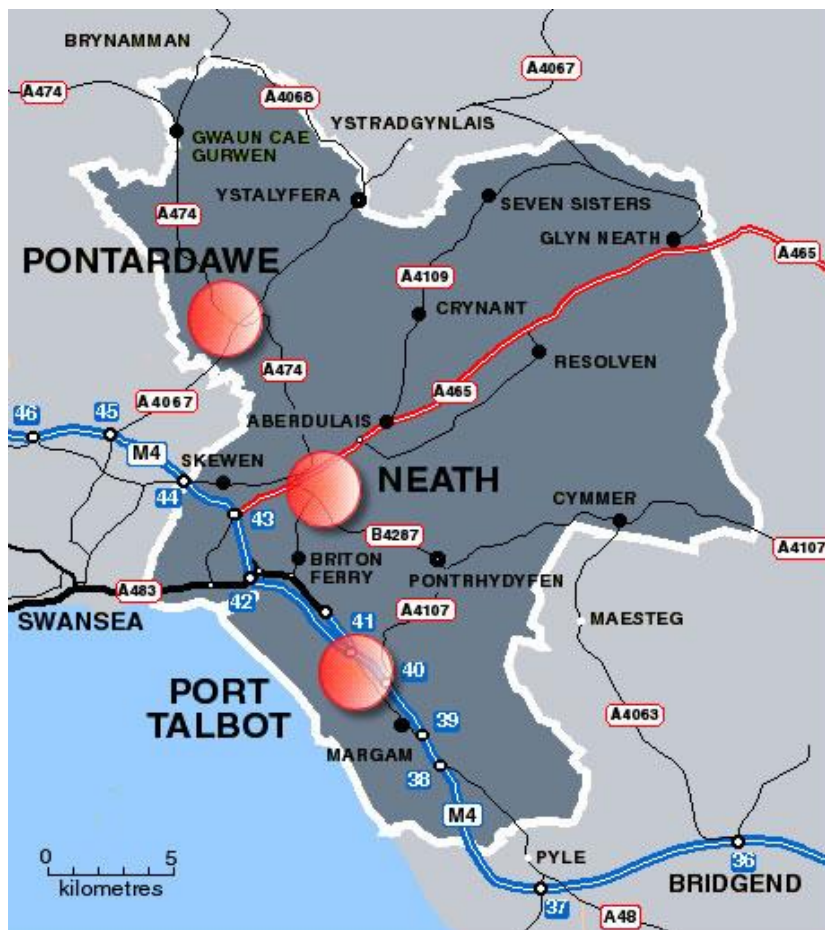 BRYNAMMAN
A4067
A474
A4068
YSTRADGYNLAIS
GWAUN CAE
GURWEN
YSTALYFERA
SEVEN SISTERS
A474
GLYN NEATH
PONTARDAWE
A465
A4109
CRYNANT
A474
RESOLVEN
A4067
A465
46
45
ABERDULAIS
M4
SKEWEN
NEATH
44
CYMMER
43
B4287
A4107
BRITON
FERRY
PONTRHYDYFEN
A483
42
A4107
SWANSEA
41
MAESTEG
40
PORT
TALBOT
A4063
39
MARGAM
38
M4
0 5
kilometres
PYLE
36
BRIDGEND
37
A48